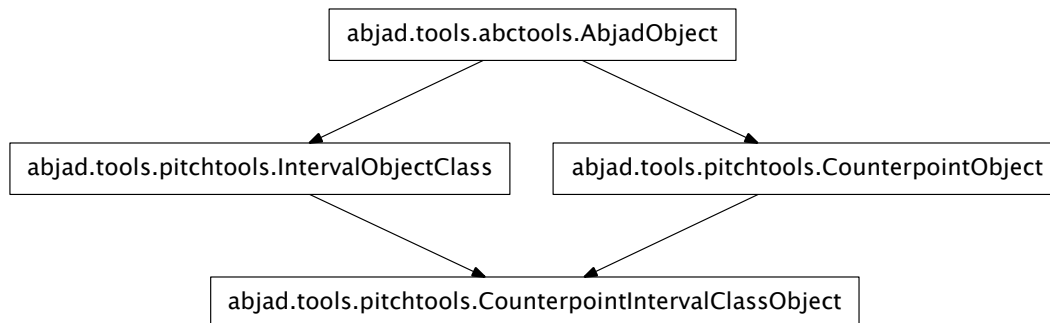 abjad.tools.abctools.AbjadObject
abjad.tools.pitchtools.IntervalObjectClass
abjad.tools.pitchtools.CounterpointObject
abjad.tools.pitchtools.CounterpointIntervalClassObject